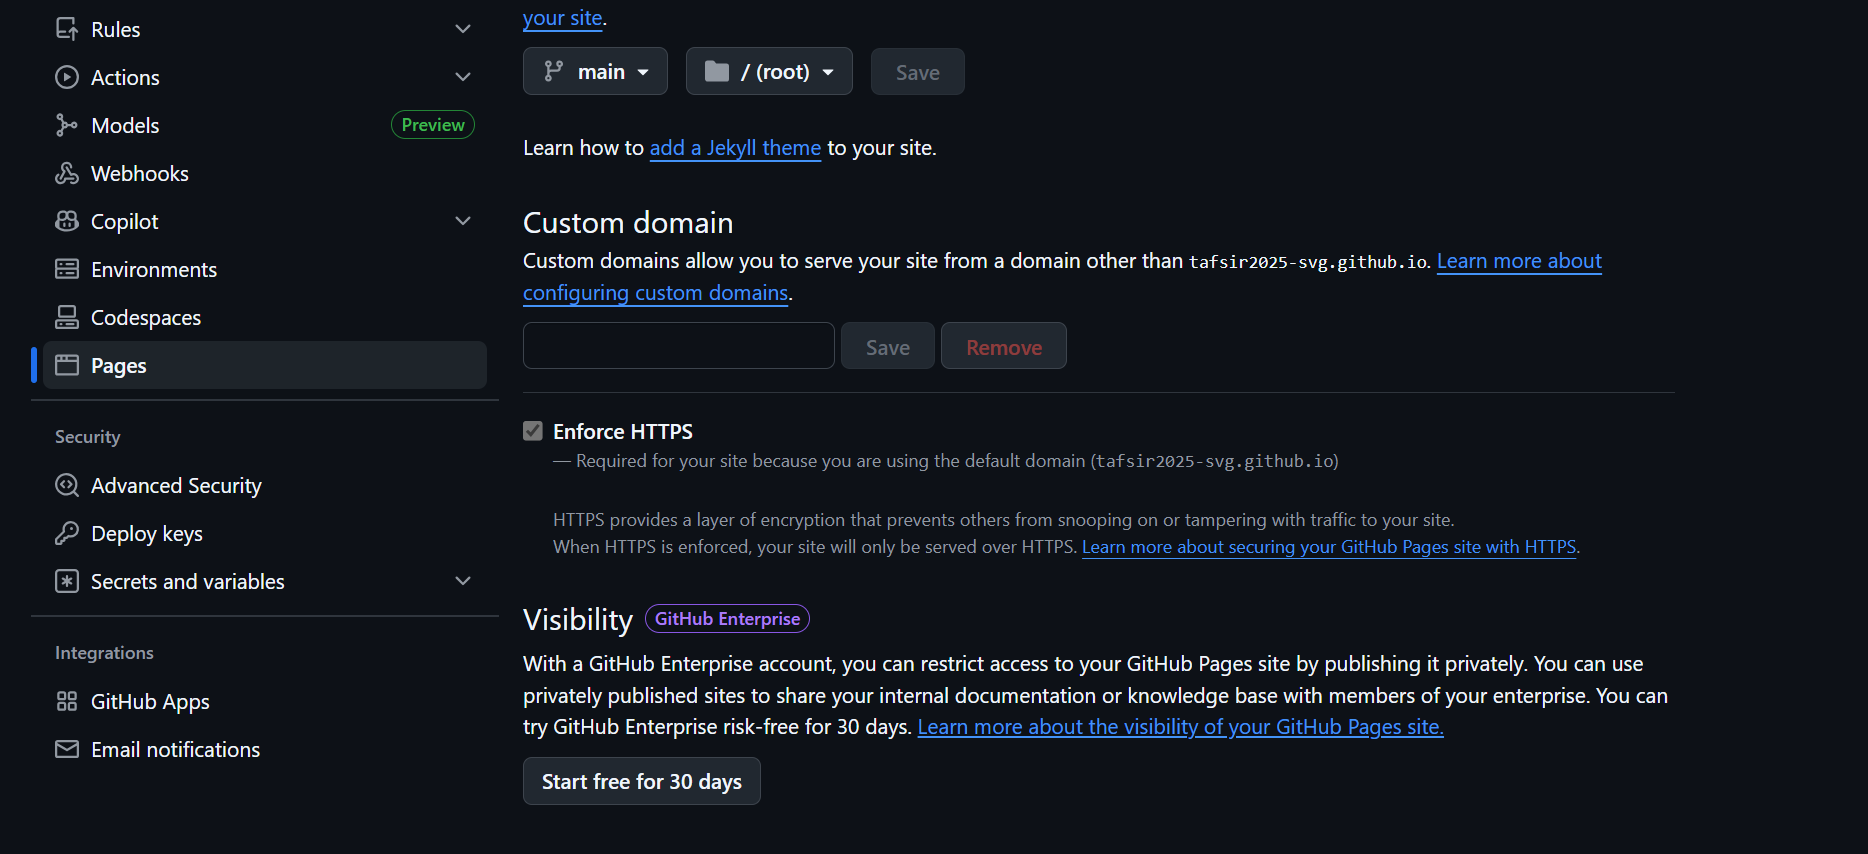 Rules
Actions
Models Preview
Webhooks
Copilot
Environments
Codespaces
Pages
Security
Advanced Security
Deploy keys
Secrets and variables
Integrations
GitHub Apps
Email notifications
your site.
main / (root) Save
Learn how to add a Jekyll theme to your site.
Custom domain
Custom domains allow you to serve your site from a domain other than tafsir2025-svg.github.io. Learn more about
configuring custom domains.
Save Remove
Enforce HTTPS
— Required for your site because you are using the default domain (tafsir2025-svg.github.io)
HTTPS provides a layer of encryption that prevents others from snooping on or tampering with traffic to your site.
When HTTPS is enforced, your site will only be served over HTTPS. Learn more about securing your GitHub Pages site with HTTPS.
Visibility GitHub Enterprise
With a GitHub Enterprise account, you can restrict access to your GitHub Pages site by publishing it privately. You can use
privately published sites to share your internal documentation or knowledge base with members of your enterprise. You can
try GitHub Enterprise risk-free for 30 days. Learn more about the visibility of your GitHub Pages site.
Start free for 30 days